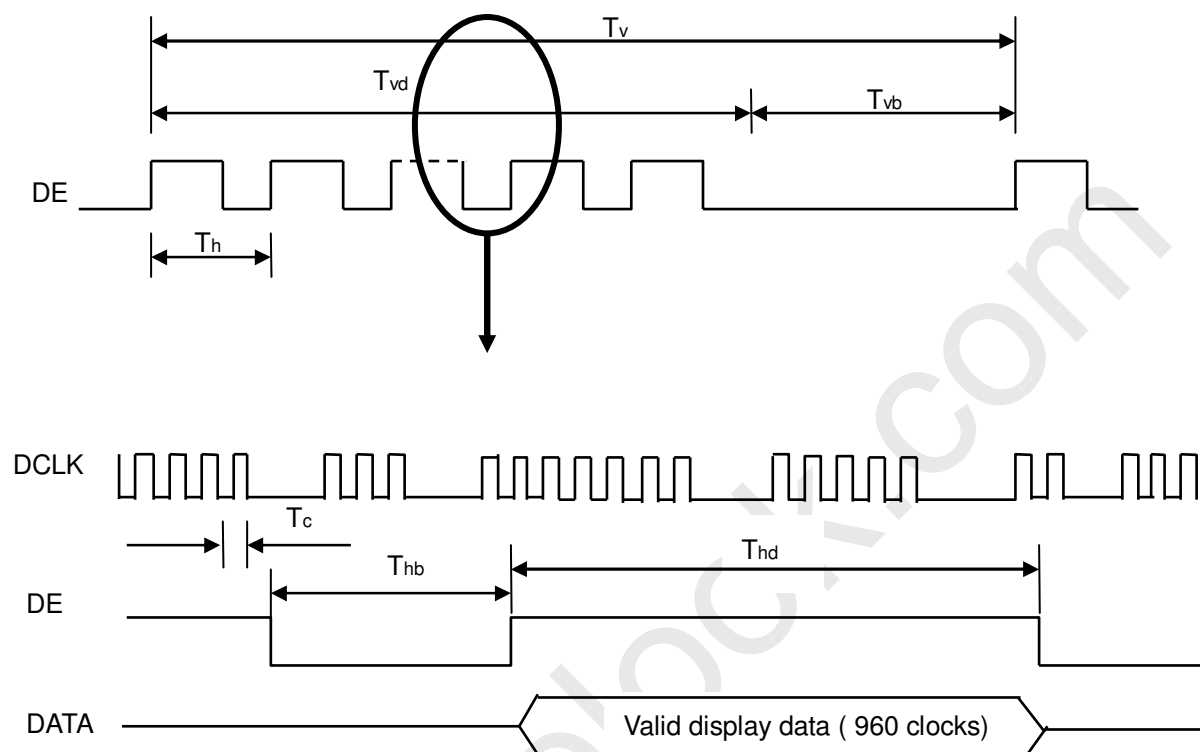 Tv
Tvd
Tvb
DE
Th
DCLK
Tc
Thb
Thd
DE
DATA
Valid display data ( 960 clocks)